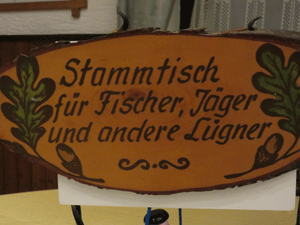 Stammtisch
für Fischer, Jäger
und andere Lügner